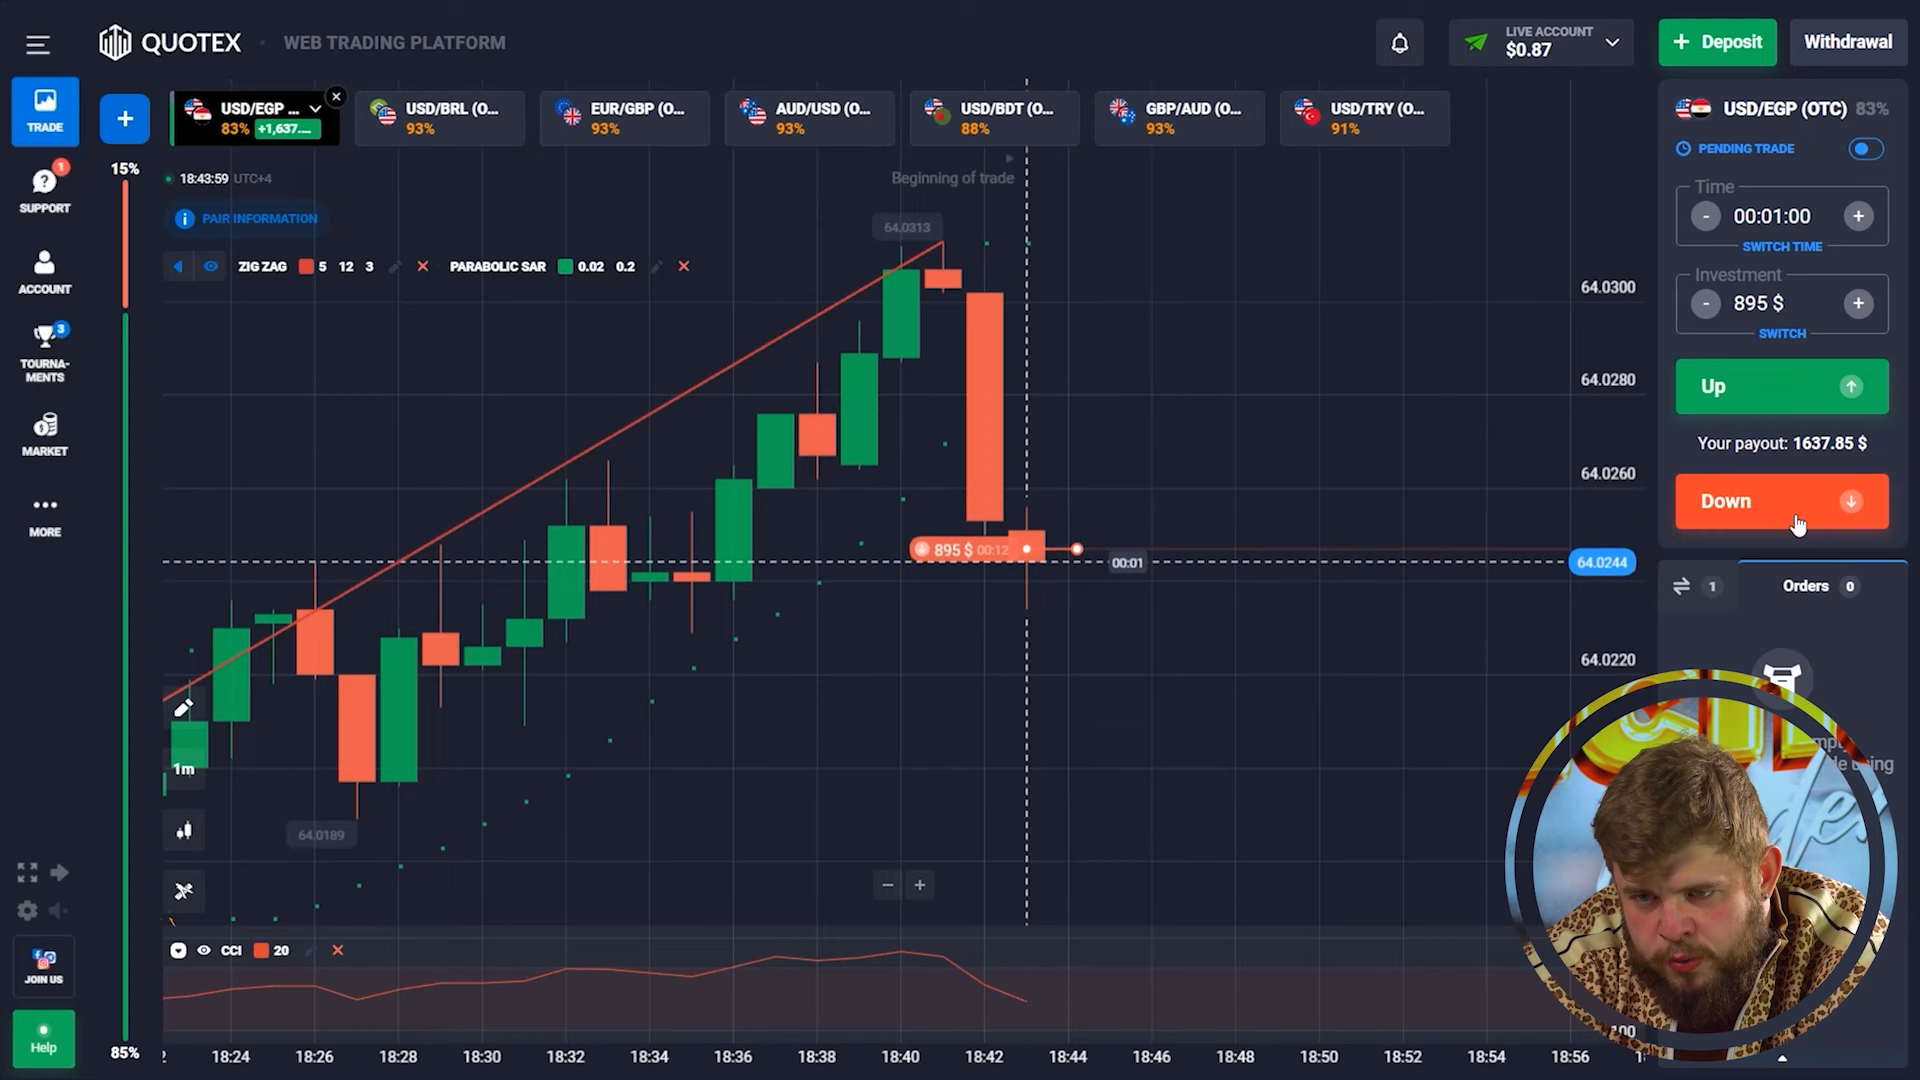 QUOTEX
WEB TRADING PLATFORM
LIVE ACCOUNT
$0.87
+ Deposit
Withdrawal
TRADE
1
SUPPORT
ACCOUNT
3
TOURNA-
MENTS
MARKET
MORE
JOIN US
Help
+
15%
85%
USD/EGP ...
83% +1,637....
USD/BRL (O...
93%
EUR/GBP (O...
93%
AUD/USD (O...
93%
USD/BDT (O...
88%
GBP/AUD (O...
93%
USD/TRY (O...
91%
18:43:59 UTC+4
Beginning of trade
PAIR INFORMATION
ZIG ZAG 5 12 3
PARABOLIC SAR 0.02 0.2
64.0313
64.0300
64.0280
64.0260
895 $ 00:12
00:01
64.0244
64.0220
64.0189
1m
− +
CCI 20
100
18:24 18:26 18:28 18:30 18:32 18:34 18:36 18:38 18:40 18:42 18:44 18:46 18:48 18:50 18:52 18:54 18:56
USD/EGP (OTC) 83%
PENDING TRADE
Time
- 00:01:00 +
SWITCH TIME
Investment
- 895 $ +
SWITCH
Up
Your payout: 1637.85 $
Down
1
Orders 0